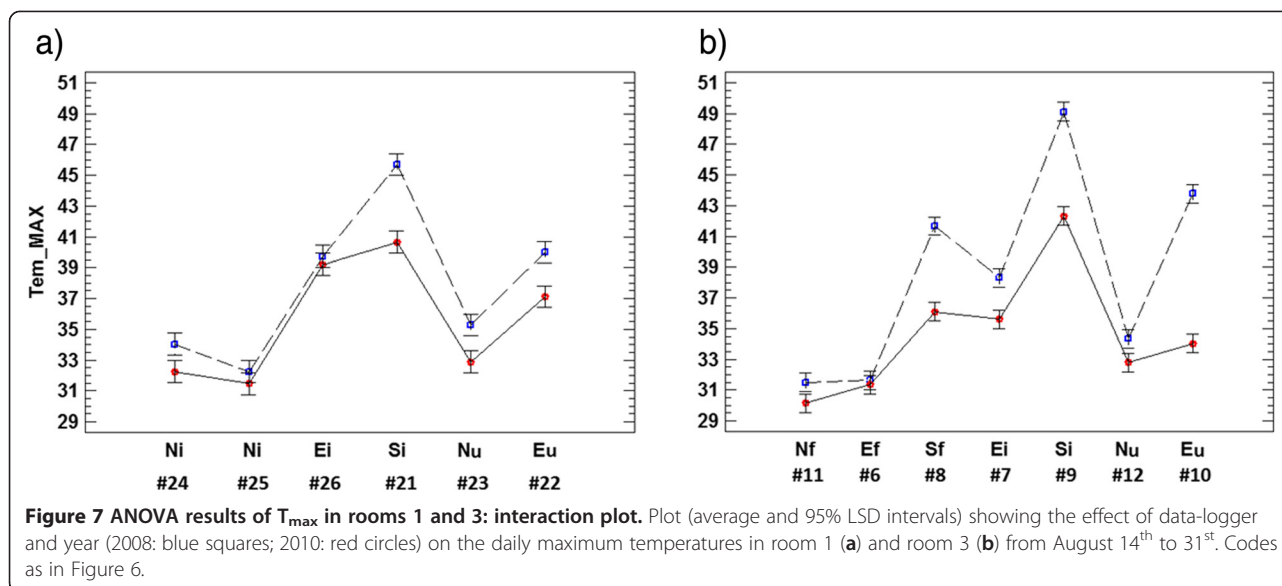 a)
b)
Tem_MAX
51
49
47
45
43
41
39
37
35
33
31
29
Ni Ni Ei Si Nu Eu
#24 #25 #26 #21 #23 #22
51
49
47
45
43
41
39
37
35
33
31
29
Nf Ef Sf Ei Si Nu Eu
#11 #6 #8 #7 #9 #12 #10
Figure 7 ANOVA results of Tmax in rooms 1 and 3: interaction plot. Plot (average and 95% LSD intervals) showing the effect of data-logger
and year (2008: blue squares; 2010: red circles) on the daily maximum temperatures in room 1 (a) and room 3 (b) from August 14th to 31st. Codes
as in Figure 6.